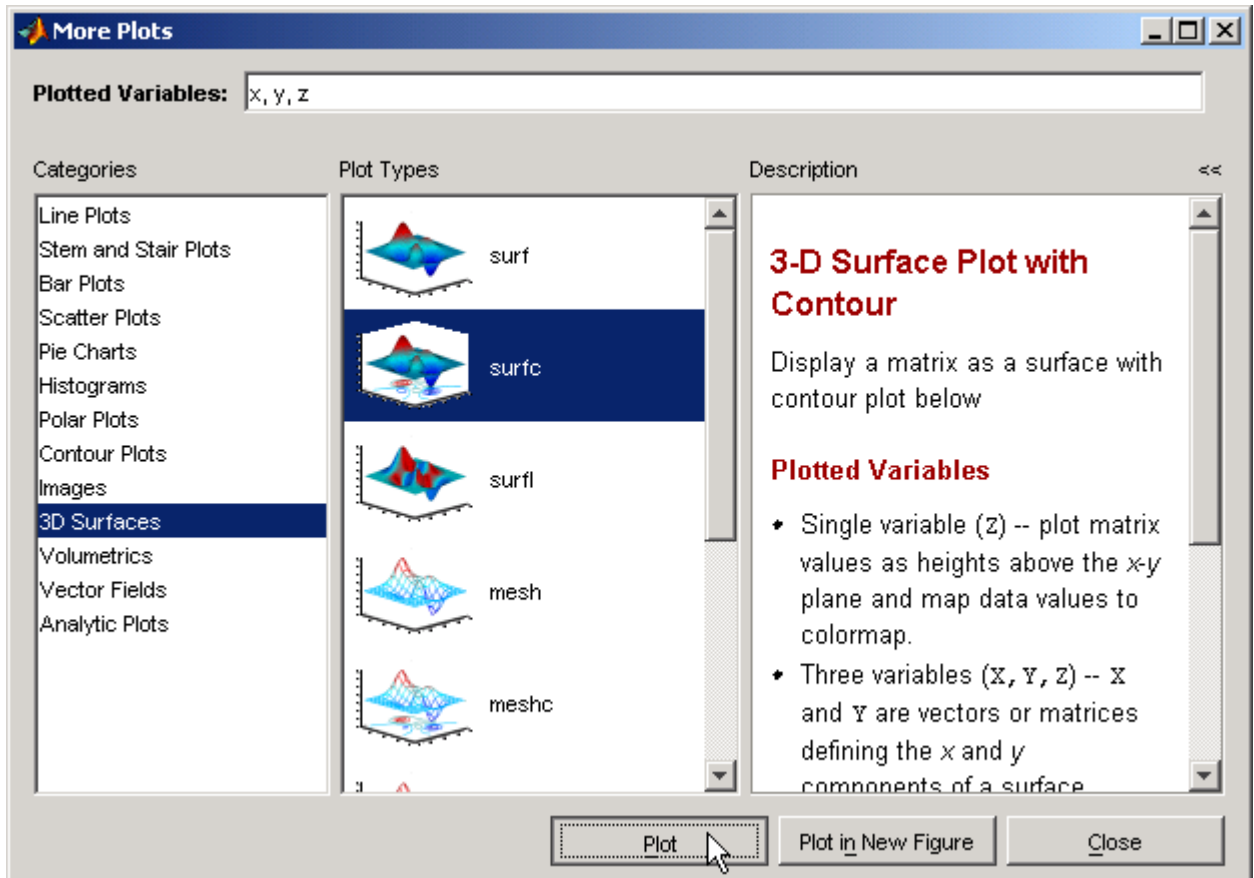 More Plots
Plotted Variables: x, y, z
Categories
Plot Types
Description
<<
Line Plots
Stem and Stair Plots
Bar Plots
Scatter Plots
Pie Charts
Histograms
Polar Plots
Contour Plots
Images
3D Surfaces
Volumetrics
Vector Fields
Analytic Plots
surf
surfc
surfl
mesh
meshc
3-D Surface Plot with
Contour
Display a matrix as a surface with
contour plot below
Plotted Variables
• Single variable (Z) -- plot matrix
values as heights above the x-y
plane and map data values to
colormap.
• Three variables (X, Y, Z) -- X
and Y are vectors or matrices
defining the x and y
components of a surface
Plot
Plot in New Figure
Close